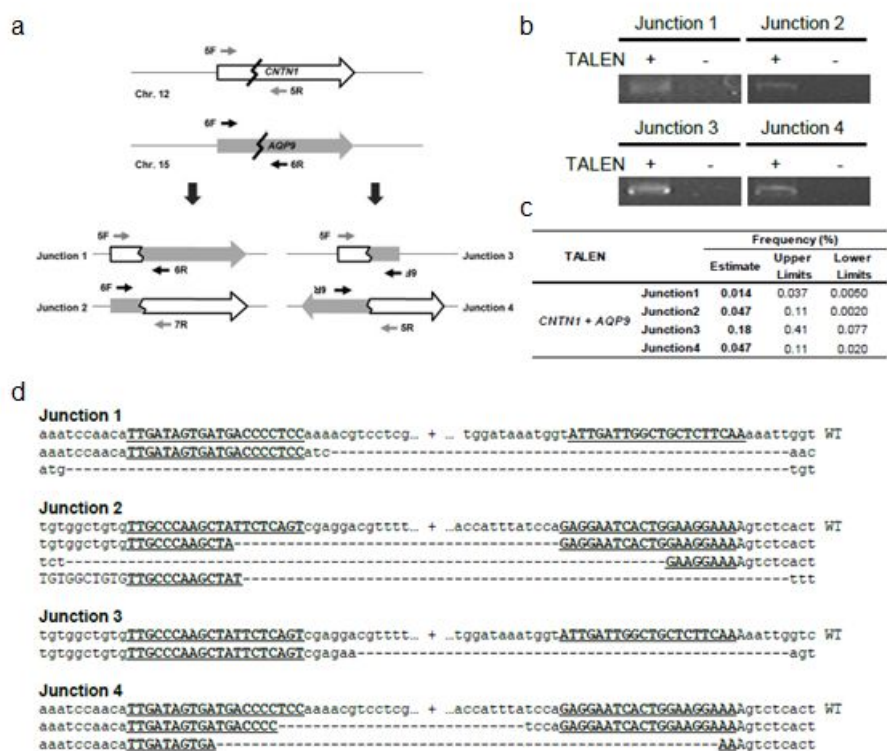 a
5F
CNTN1
5R
Chr. 12
6F
AQP9
6R
Chr. 15
5F
Junction 1
6R
6F
Junction 2
7R
5F
Junction 3
6F
6R
Junction 4
5R
b
Junction 1 Junction 2
TALEN + - + -
Junction 3 Junction 4
TALEN + - + -
c
TALEN Frequency (%)
Estimate Upper Limits Lower Limits
CNTN1 + AQP9
Junction1 0.014 0.037 0.0050
Junction2 0.047 0.11 0.0020
Junction3 0.18 0.41 0.077
Junction4 0.047 0.11 0.020
d
Junction 1
aaatccaacaTTGATAGTGATGACCCCTCCaaaacgtcctcg… + … tggataaatggtATTGATTGGCTGCTCTTCAAaaattggt WT
aaatccaacaTTGATAGTGATGACCCCTCCatc---------------------------------------------------aac
atg---------------------------------------------------------------------------------tgt
Junction 2
tgtggctgtgTTGCCCAAGCTATTCTCAGTcgaggacgtttt… + …accatttatccaGAGGAATCACTGGAAGGAAAAgtctcact WT
tgtggctgtgTTGCCCAAGCTA------------------------------------GAGGAATCACTGGAAGGAAAAgtctcact
tct-------------------------------------------------------------------GAAGGAAAAgtctcact
TGTGGCTGTGTTGCCCAAGCTAT-------------------------------------------------------------ttt
Junction 3
tgtggctgtgTTGCCCAAGCTATTCTCAGTcgaggacgtttt… + …tggataaatggtATTGATTGGCTGCTCTTCAAAaattggtc WT
tgtggctgtgTTGCCCAAGCTATTCTCAGTcgagaa------------------------------------------------agt
Junction 4
aaatccaacaTTGATAGTGATGACCCCTCCaaaacgtcctcg… + …accatttatccaGAGGAATCACTGGAAGGAAAAgtctcact WT
aaatccaacaTTGATAGTGATGACCCC---------------------------tccaGAGGAATCACTGGAAGGAAAAgtctcact
aaatccaacaTTGATAGTGA--------------------------------------------------------AAAgtctcact